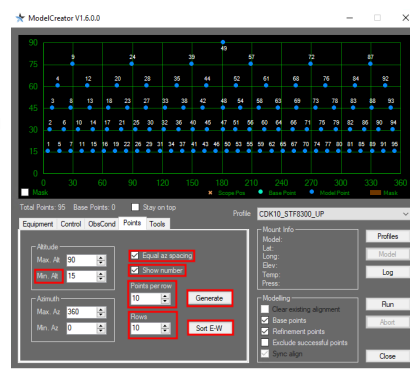 ModelCreator V1.6.0.0
90
49
75
9 24 39 57 72 87
60
4 12 20 28 35 44 52 61 68 76 84 92
45
3 8 13 18 23 27 33 38 42 48 54 58 63 69 73 78 83 88 93
30
2 6 10 14 17 21 25 30 32 36 40 45 47 51 56 60 64 66 71 75 79 82 86 90 94
15
1 5 7 11 15 16 19 22 26 29 31 34 37 41 43 46 50 53 55 59 62 65 67 70 74 77 80 81 85 89 91 95
0
0 30 60 90 120 150 180 210 240 270 300 330 360
Mask
Scope Pos Base Point Model Point Mask
Total Points: 95 Base Points: 0 Stay on top
Profile CDK10_STF8300_UP
Equipment Control ObsCond Points Tools
Altitude
Max. Alt 90
Min. Alt 15
Azimuth
Max. Az 360
Min. Az 0
Equal az spacing
Show number
Points per row
10
Generate
Rows
10
Sort E-W
Mount Info
Model:
Lat:
Long:
Elev:
Temp:
Press:
Modelling
Clear existing alignment
Base points
Refinement points
Exclude successful points
Sync align
Profiles
Model
Log
Run
Abort
Close